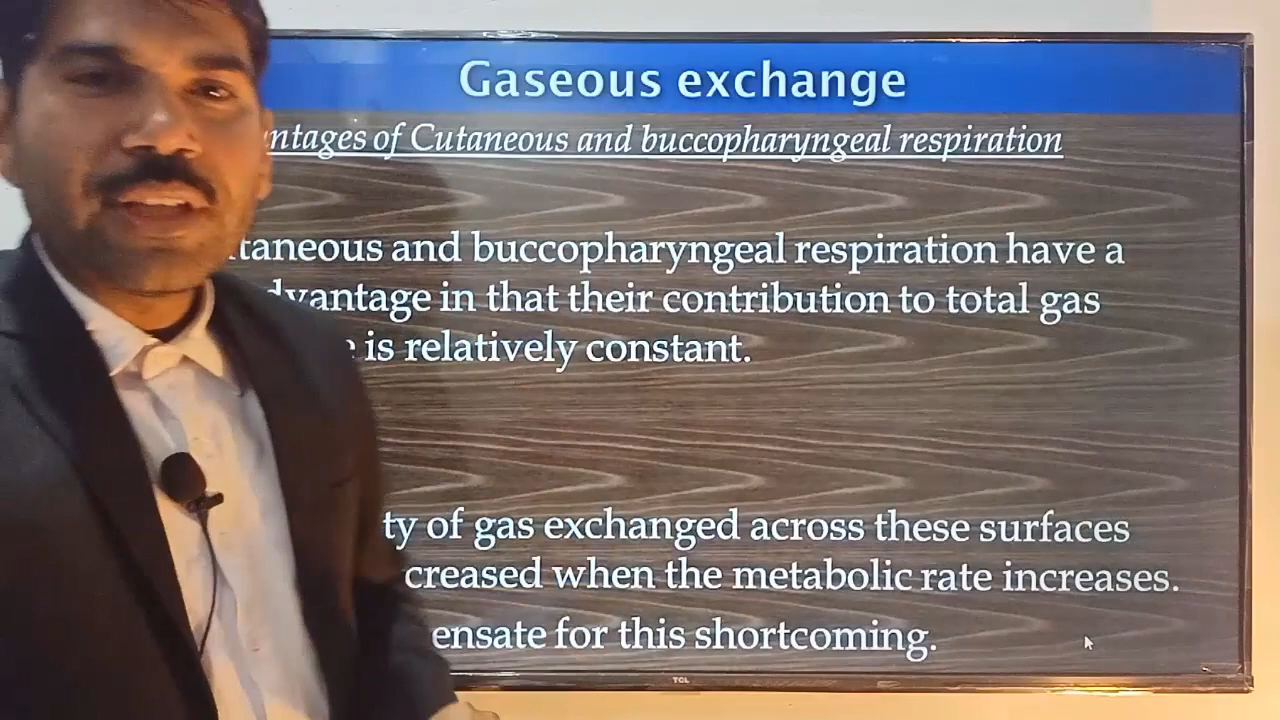 Gaseous exchange
ntages of Cutaneous and buccopharyngeal respiration
taneous and buccopharyngeal respiration have a
dvantage in that their contribution to total gas
e is relatively constant.
ty of gas exchanged across these surfaces
creased when the metabolic rate increases.
ensate for this shortcoming.
TCL